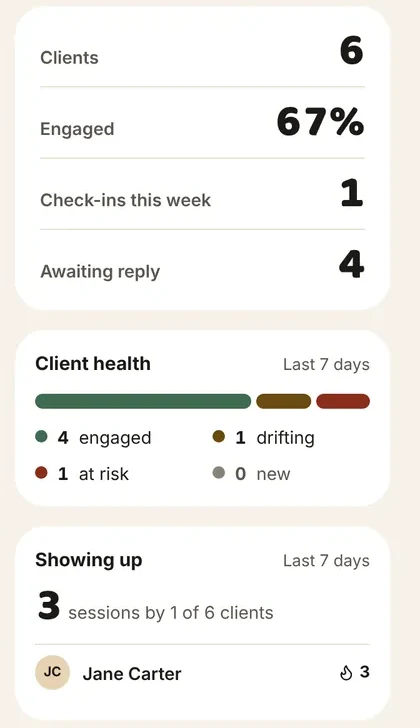 Clients 6
Engaged 67%
Check-ins this week 1
Awaiting reply 4
Client health Last 7 days
4 engaged 1 drifting
1 at risk 0 new
Showing up Last 7 days
3 sessions by 1 of 6 clients
JC Jane Carter 3